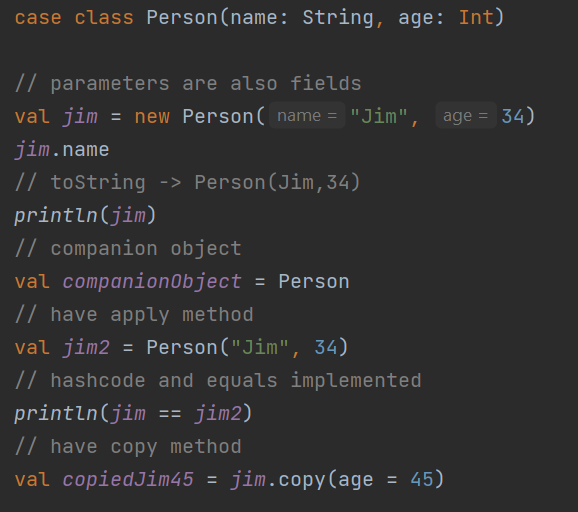 case class Person(name: String, age: Int)
// parameters are also fields
val jim = new Person( name = "Jim", age = 34)
jim.name
// toString -> Person(Jim,34)
println(jim)
// companion object
val companionObject = Person
// have apply method
val jim2 = Person("Jim", 34)
// hashcode and equals implemented
println(jim == jim2)
// have copy method
val copiedJim45 = jim.copy(age = 45)